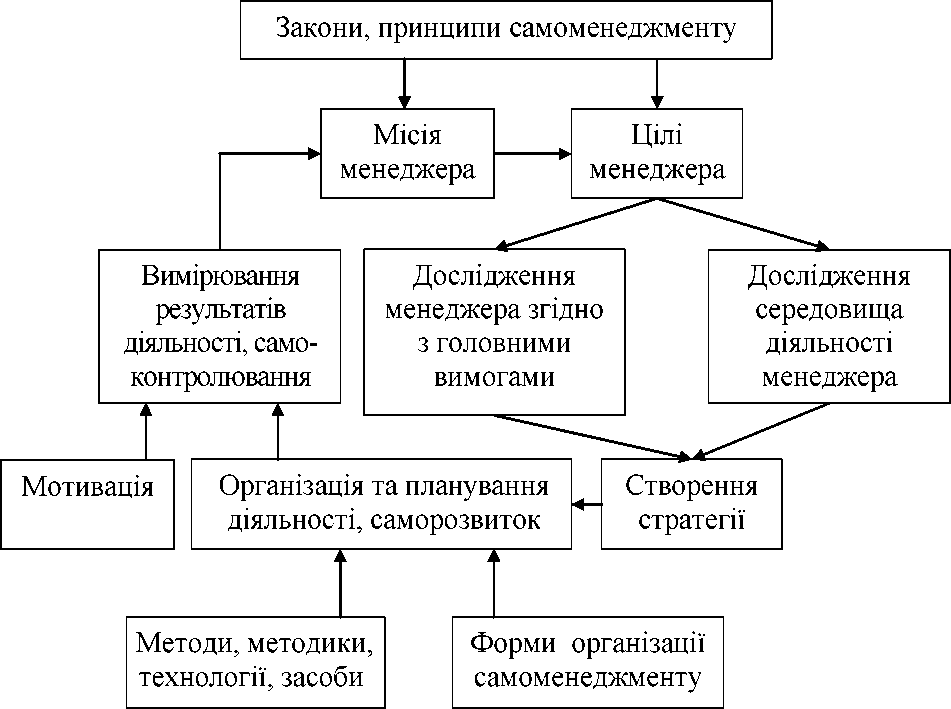 Закони, принципи самоменеджменту
Місія
менеджера
Цілі
менеджера
Вимірювання
результатів
діяльності, само-
контролювання
Дослідження
менеджера згідно
з головними
вимогами
Дослідження
середовища
діяльності
менеджера
Мотивація
Організація та планування
діяльності, саморозвиток
Створення
стратегії
Методи, методики,
технології, засоби
Форми організації
самоменеджменту